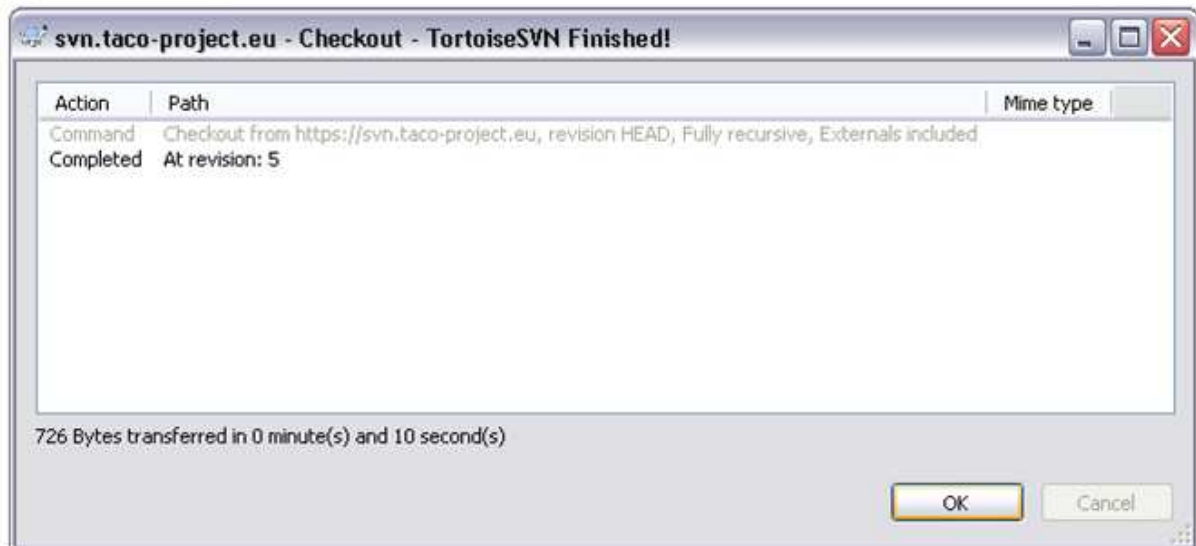 svn.taco-project.eu - Checkout - TortoiseSVN Finished!
Action Path Mime type
Command Checkout from https://svn.taco-project.eu, revision HEAD, Fully recursive, Externals included
Completed At revision: 5
726 Bytes transferred in 0 minute(s) and 10 second(s)
OK Cancel